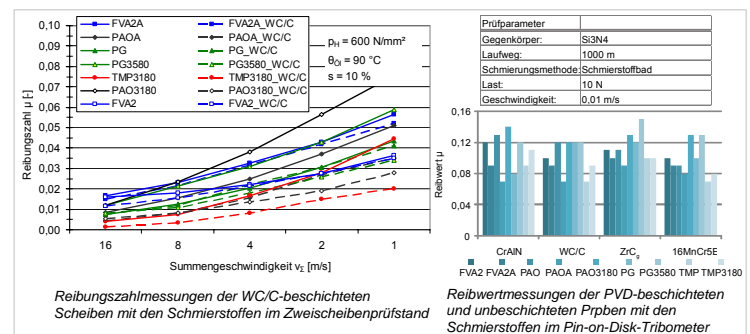 FVA2A FVA2A_WC/C
PAOA PAOA_WC/C
PG PG_WC/C
PG3580 PG3580_WC/C
TMP3180 TMP3180_WC/C
PAO3180 PAO3180_WC/C
FVA2 FVA2_WC/C
pH = 600 N/mm²
θÖl = 90 °C
s = 10 %
Reibungszahl µ [-]
0,10
0,09
0,08
0,07
0,06
0,05
0,04
0,03
0,02
0,01
0,00
16 8 4 2 1
Summengeschwindigkeit vΣ [m/s]
Reibungszahlmessungen der WC/C-beschichteten
Scheiben mit den Schmierstoffen im Zweischeibenprüfstand
Prüfparameter
Gegenkörper: Si3N4
Laufweg: 1000 m
Schmierungsmethode: Schmierstoffbad
Last: 10 N
Geschwindigkeit: 0,01 m/s
Reibwert µ
0,16
0,12
0,08
0,04
0
CrAlN WC/C ZrCg 16MnCr5E
FVA2 FVA2A PAO PAOA PAO3180 PG PG3580 TMP TMP3180
Reibwertmessungen der PVD-beschichteten
und unbeschichteten Prpben mit den
Schmierstoffen im Pin-on-Disk-Tribometer